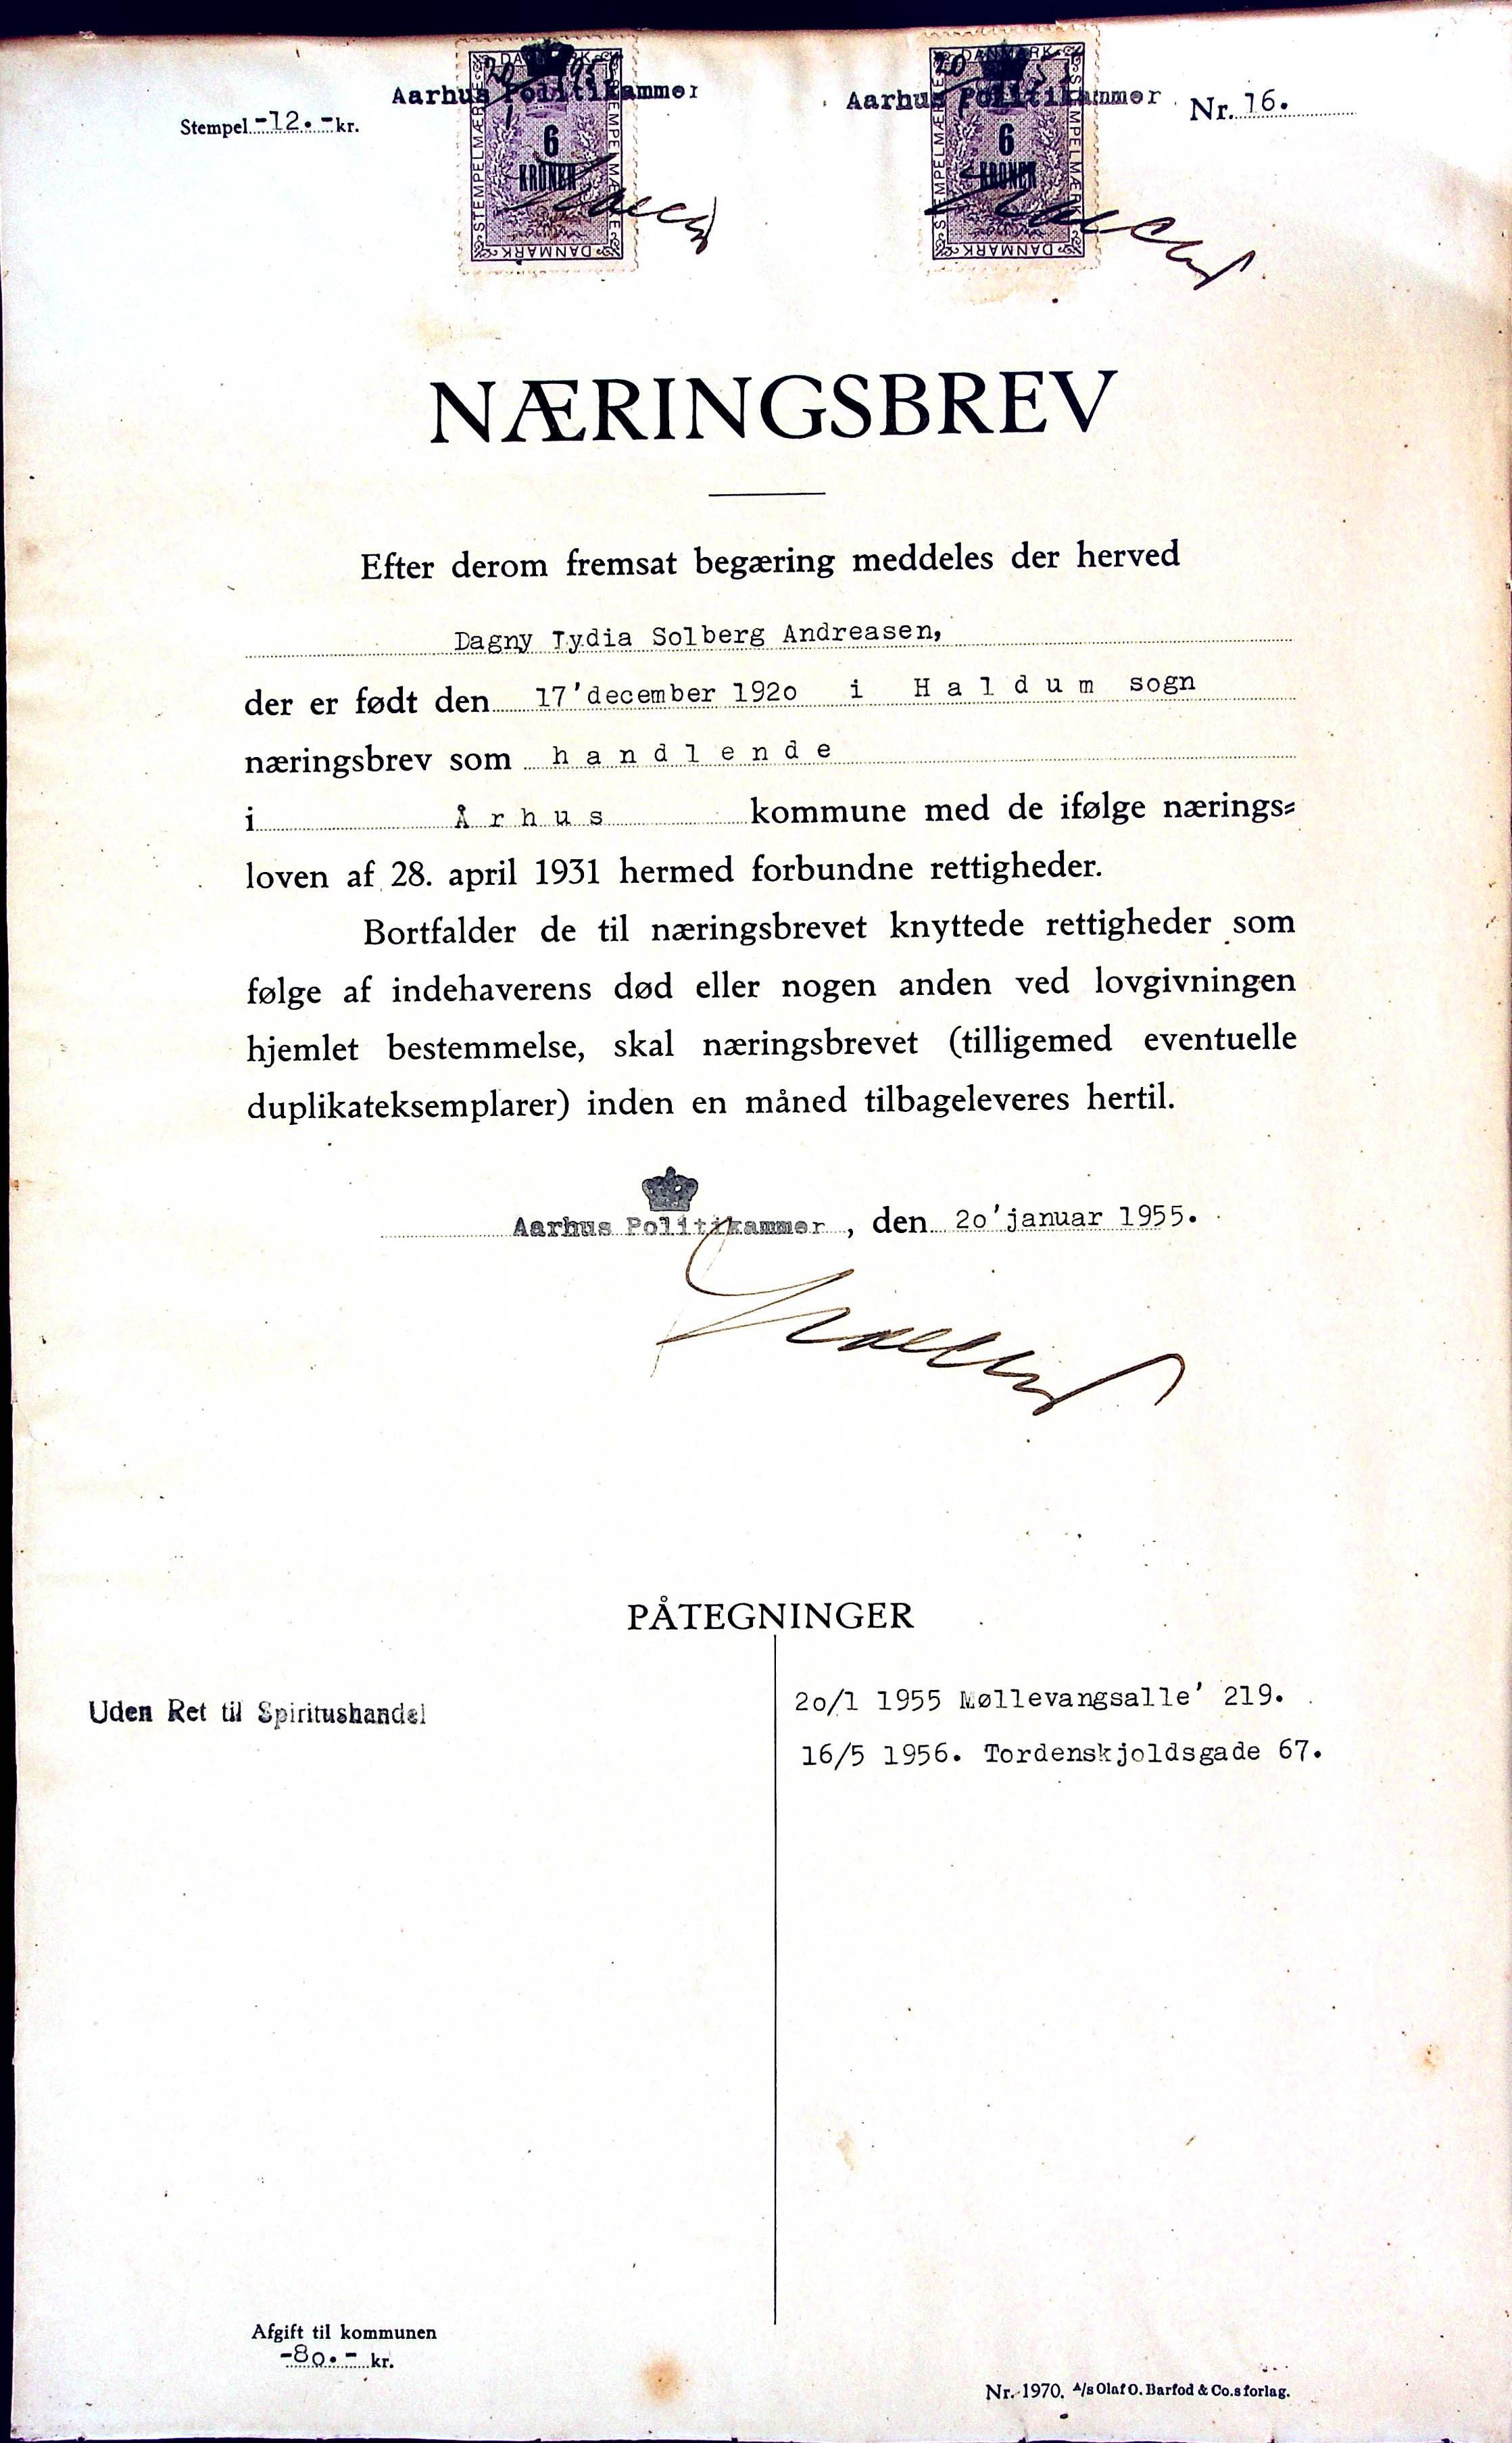 Stempel -12.- kr.
Aarhus Politikammer
Aarhus Politikammer
Nr. 16.
DANMARK
STEMPELMÆRKE
STEMPELMÆRKE
DANMARK
6
KRONER
DANMARK
STEMPELMÆRKE
STEMPELMÆRKE
DANMARK
6
KRONER
NÆRINGSBREV
Efter derom fremsat begæring meddeles der herved
Dagny Lydia Solberg Andreasen,
der er født den 17' december 1920 i Haldum sogn
næringsbrev som handlende
i Århus kommune med de ifølge nærings=
loven af 28. april 1931 hermed forbundne rettigheder.
Bortfalder de til næringsbrevet knyttede rettigheder som
følge af indehaverens død eller nogen anden ved lovgivningen
hjemlet bestemmelse, skal næringsbrevet (tilligemed eventuelle
duplikateksemplarer) inden en måned tilbageleveres hertil.
Aarhus Politikammer, den 20' januar 1955.
PÅTEGNINGER
Uden Ret til Spiritushandel
20/1 1955 Møllevangsalle' 219.
16/5 1956. Tordenskjoldsgade 67.
Afgift til kommunen
-80.- kr.
Nr. 1970. A/s Olaf O. Barfod & Co.s forlag.